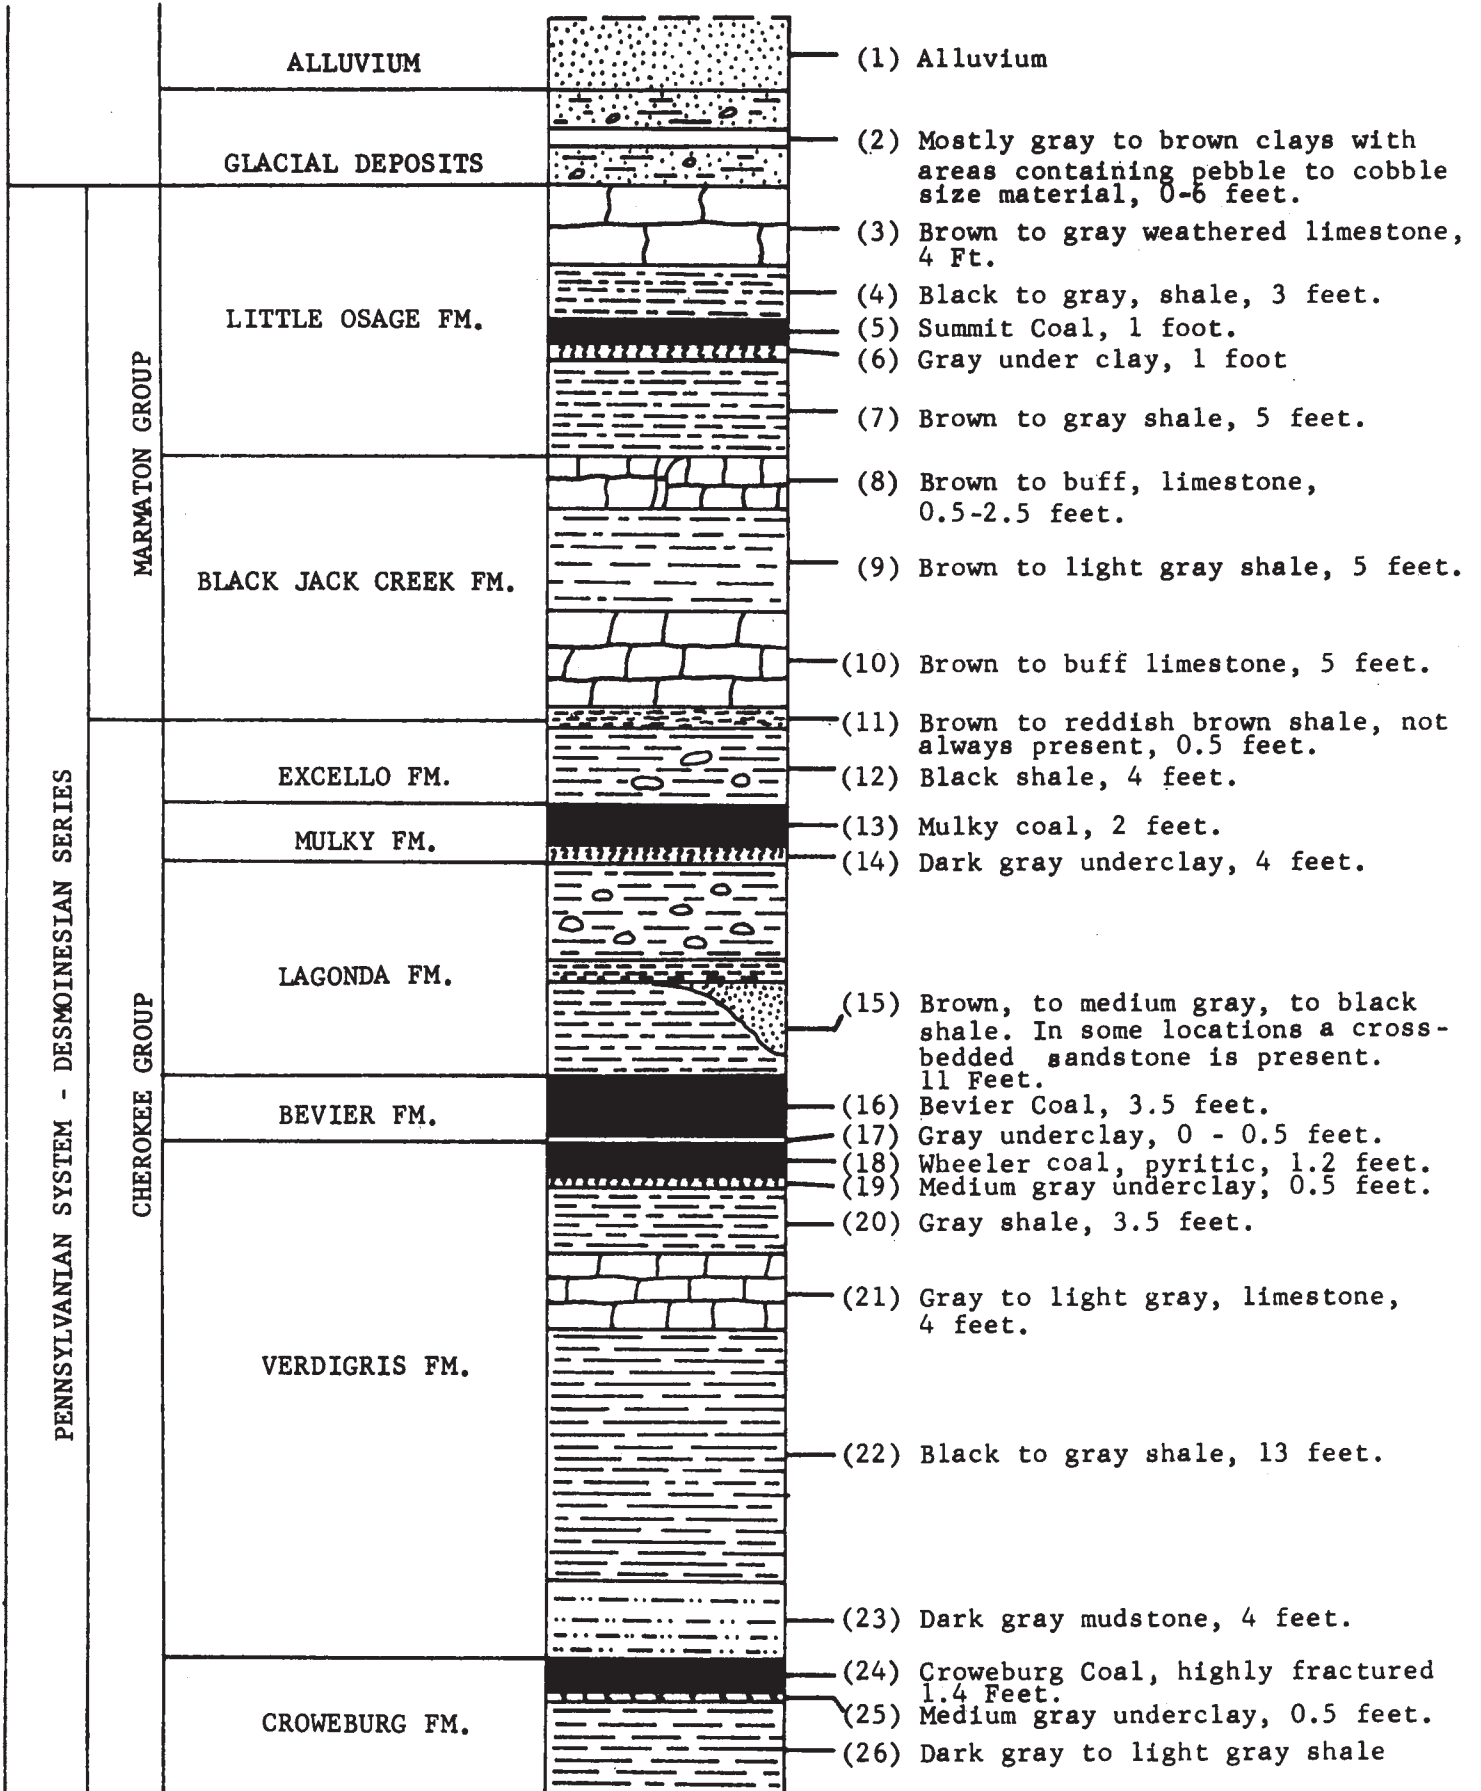 ALLUVIUM
GLACIAL DEPOSITS
LITTLE OSAGE FM.
BLACK JACK CREEK FM.
EXCELLO FM.
MULKY FM.
LAGONDA FM.
BEVIER FM.
VERDIGRIS FM.
CROWEBURG FM.
MARMATON GROUP
CHEROKEE GROUP
PENNSYLVANIAN SYSTEM - DESMOINESIAN SERIES
(1) Alluvium
(2) Mostly gray to brown clays with
areas containing pebble to cobble
size material, 0-6 feet.
(3) Brown to gray weathered limestone,
4 Ft.
(4) Black to gray, shale, 3 feet.
(5) Summit Coal, 1 foot.
(6) Gray under clay, 1 foot
(7) Brown to gray shale, 5 feet.
(8) Brown to buff, limestone,
0.5-2.5 feet.
(9) Brown to light gray shale, 5 feet.
(10) Brown to buff limestone, 5 feet.
(11) Brown to reddish brown shale, not
always present, 0.5 feet.
(12) Black shale, 4 feet.
(13) Mulky coal, 2 feet.
(14) Dark gray underclay, 4 feet.
(15) Brown, to medium gray, to black
shale. In some locations a cross-
bedded sandstone is present.
11 Feet.
(16) Bevier Coal, 3.5 feet.
(17) Gray underclay, 0 - 0.5 feet.
(18) Wheeler coal, pyritic, 1.2 feet.
(19) Medium gray underclay, 0.5 feet.
(20) Gray shale, 3.5 feet.
(21) Gray to light gray, limestone,
4 feet.
(22) Black to gray shale, 13 feet.
(23) Dark gray mudstone, 4 feet.
(24) Croweburg Coal, highly fractured
1.4 Feet.
(25) Medium gray underclay, 0.5 feet.
(26) Dark gray to light gray shale